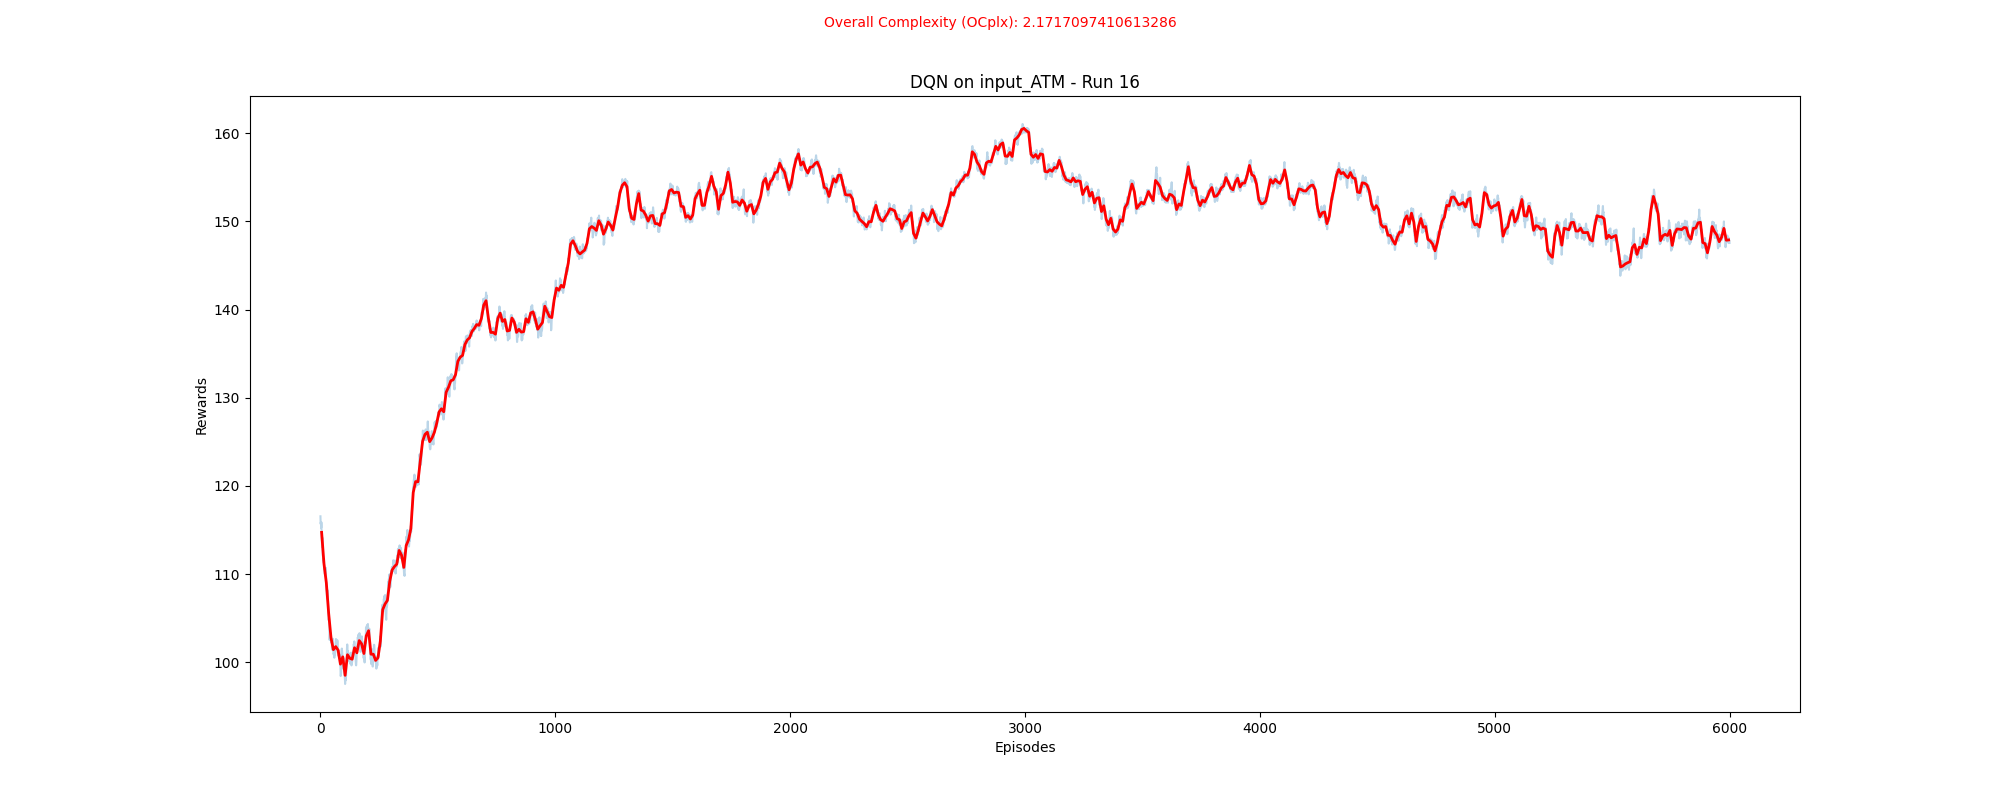 Overall Complexity (OCplx): 2.1717097410613286
DQN on input_ATM - Run 16
160
150
140
130
120
110
100
Rewards
0 1000 2000 3000 4000 5000 6000
Episodes